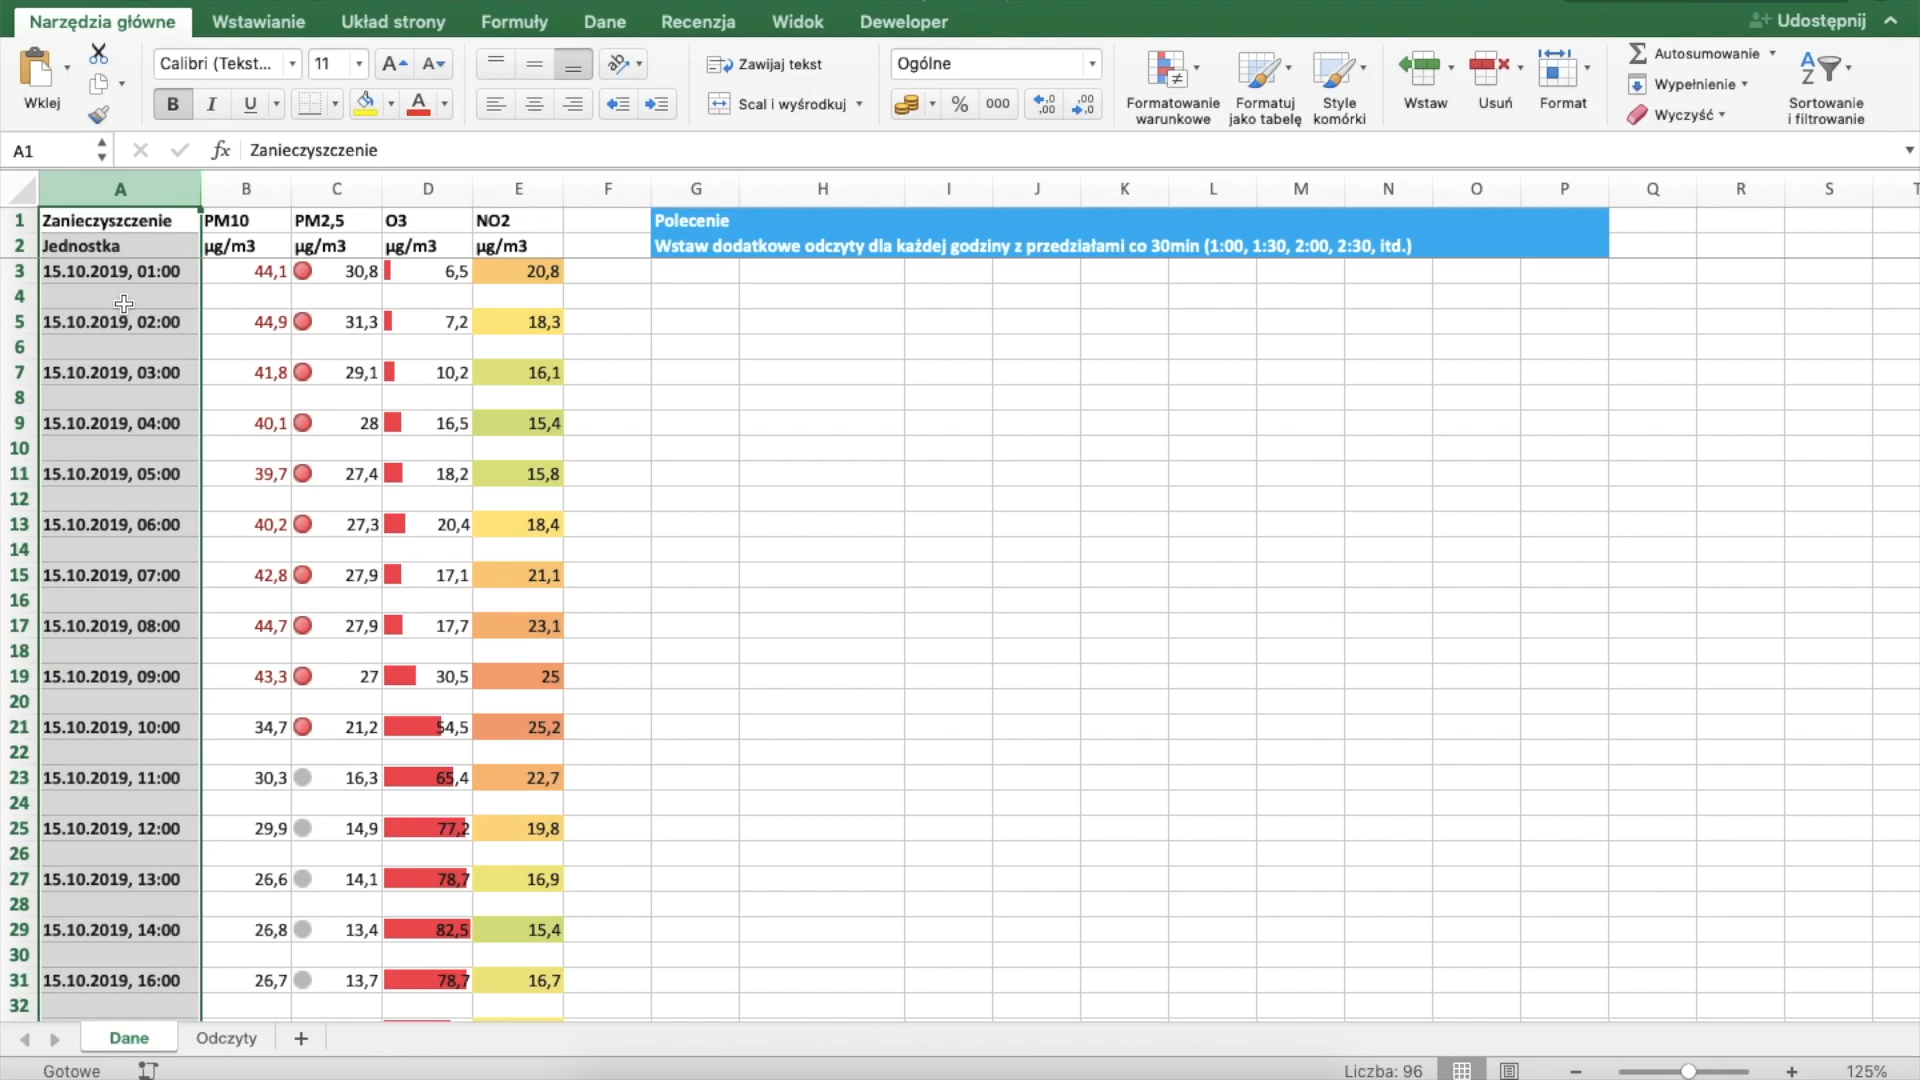 Narzędzia główne Wstawianie Układ strony Formuły Dane Recenzja Widok Deweloper Udostępnij
Wklej
Calibri (Tekst... 11
Zawijaj tekst
Scal i wyśrodkuj
Ogólne
Formatowanie warunkowe
Formatuj jako tabelę
Style komórki
Wstaw
Usuń
Format
Autosumowanie
Wypełnienie
Wyczyść
Sortowanie i filtrowanie
A1 fx Zanieczyszczenie
A B C D E F G H I J K L M N O P Q R S T
1 Zanieczyszczenie PM10 PM2,5 O3 NO2 Polecenie
2 Jednostka µg/m3 µg/m3 µg/m3 µg/m3 Wstaw dodatkowe odczyty dla każdej godziny z przedziałami co 30min (1:00, 1:30, 2:00, 2:30, itd.)
3 15.10.2019, 01:00 44,1 30,8 6,5 20,8
4
5 15.10.2019, 02:00 44,9 31,3 7,2 18,3
6
7 15.10.2019, 03:00 41,8 29,1 10,2 16,1
8
9 15.10.2019, 04:00 40,1 28 16,5 15,4
10
11 15.10.2019, 05:00 39,7 27,4 18,2 15,8
12
13 15.10.2019, 06:00 40,2 27,3 20,4 18,4
14
15 15.10.2019, 07:00 42,8 27,9 17,1 21,1
16
17 15.10.2019, 08:00 44,7 27,9 17,7 23,1
18
19 15.10.2019, 09:00 43,3 27 30,5 25
20
21 15.10.2019, 10:00 34,7 21,2 54,5 25,2
22
23 15.10.2019, 11:00 30,3 16,3 65,4 22,7
24
25 15.10.2019, 12:00 29,9 14,9 77,2 19,8
26
27 15.10.2019, 13:00 26,6 14,1 78,7 16,9
28
29 15.10.2019, 14:00 26,8 13,4 82,5 15,4
30
31 15.10.2019, 16:00 26,7 13,7 78,7 16,7
32
Dane Odczyty +
Gotowe Liczba: 96 125%